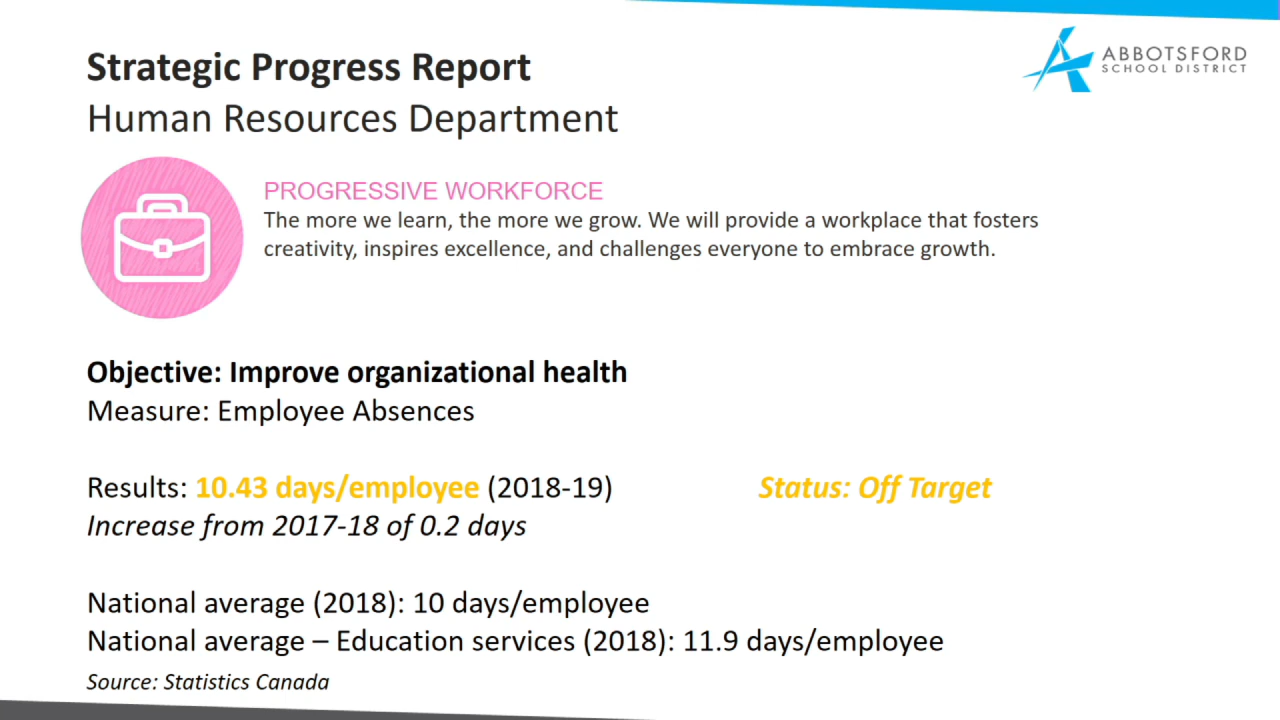 Strategic Progress Report
ABBOTSFORD
SCHOOL DISTRICT
Human Resources Department
PROGRESSIVE WORKFORCE
The more we learn, the more we grow. We will provide a workplace that fosters
creativity, inspires excellence, and challenges everyone to embrace growth.
Objective: Improve organizational health
Measure: Employee Absences
Results: 10.43 days/employee (2018-19)
Status: Off Target
Increase from 2017-18 of 0.2 days
National average (2018): 10 days/employee
National average – Education services (2018): 11.9 days/employee
Source: Statistics Canada